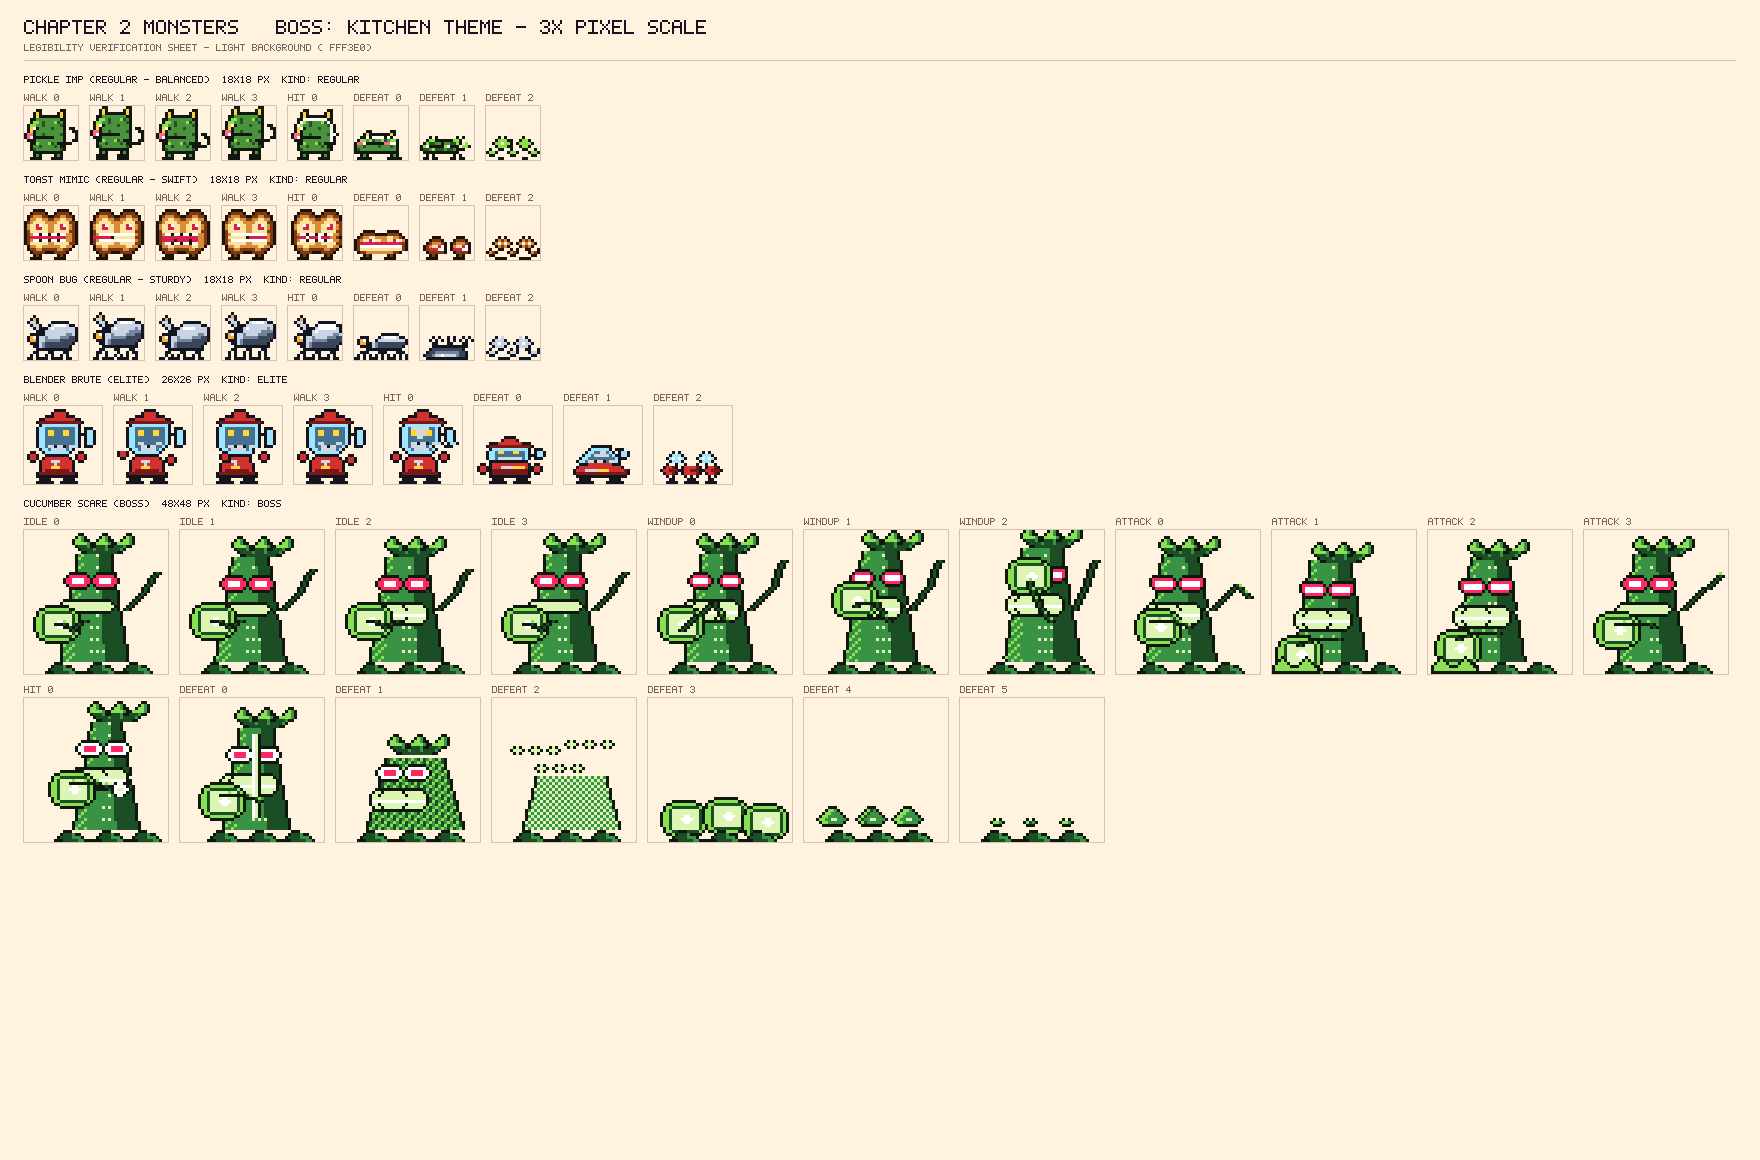 CHAPTER 2 MONSTERS   BOSS: KITCHEN THEME - 3X PIXEL SCALE
LEGIBILITY VERIFICATION SHEET - LIGHT BACKGROUND ( FFF3E0)
PICKLE IMP (REGULAR - BALANCED)  18X18 PX  KIND: REGULAR
WALK 0 WALK 1 WALK 2 WALK 3 HIT 0 DEFEAT 0 DEFEAT 1 DEFEAT 2
TOAST MIMIC (REGULAR - SWIFT)  18X18 PX  KIND: REGULAR
WALK 0 WALK 1 WALK 2 WALK 3 HIT 0 DEFEAT 0 DEFEAT 1 DEFEAT 2
SPOON BUG (REGULAR - STURDY)  18X18 PX  KIND: REGULAR
WALK 0 WALK 1 WALK 2 WALK 3 HIT 0 DEFEAT 0 DEFEAT 1 DEFEAT 2
BLENDER BRUTE (ELITE)  26X26 PX  KIND: ELITE
WALK 0 WALK 1 WALK 2 WALK 3 HIT 0 DEFEAT 0 DEFEAT 1 DEFEAT 2
CUCUMBER SCARE (BOSS)  48X48 PX  KIND: BOSS
IDLE 0 IDLE 1 IDLE 2 IDLE 3 WINDUP 0 WINDUP 1 WINDUP 2 ATTACK 0 ATTACK 1 ATTACK 2 ATTACK 3
HIT 0 DEFEAT 0 DEFEAT 1 DEFEAT 2 DEFEAT 3 DEFEAT 4 DEFEAT 5